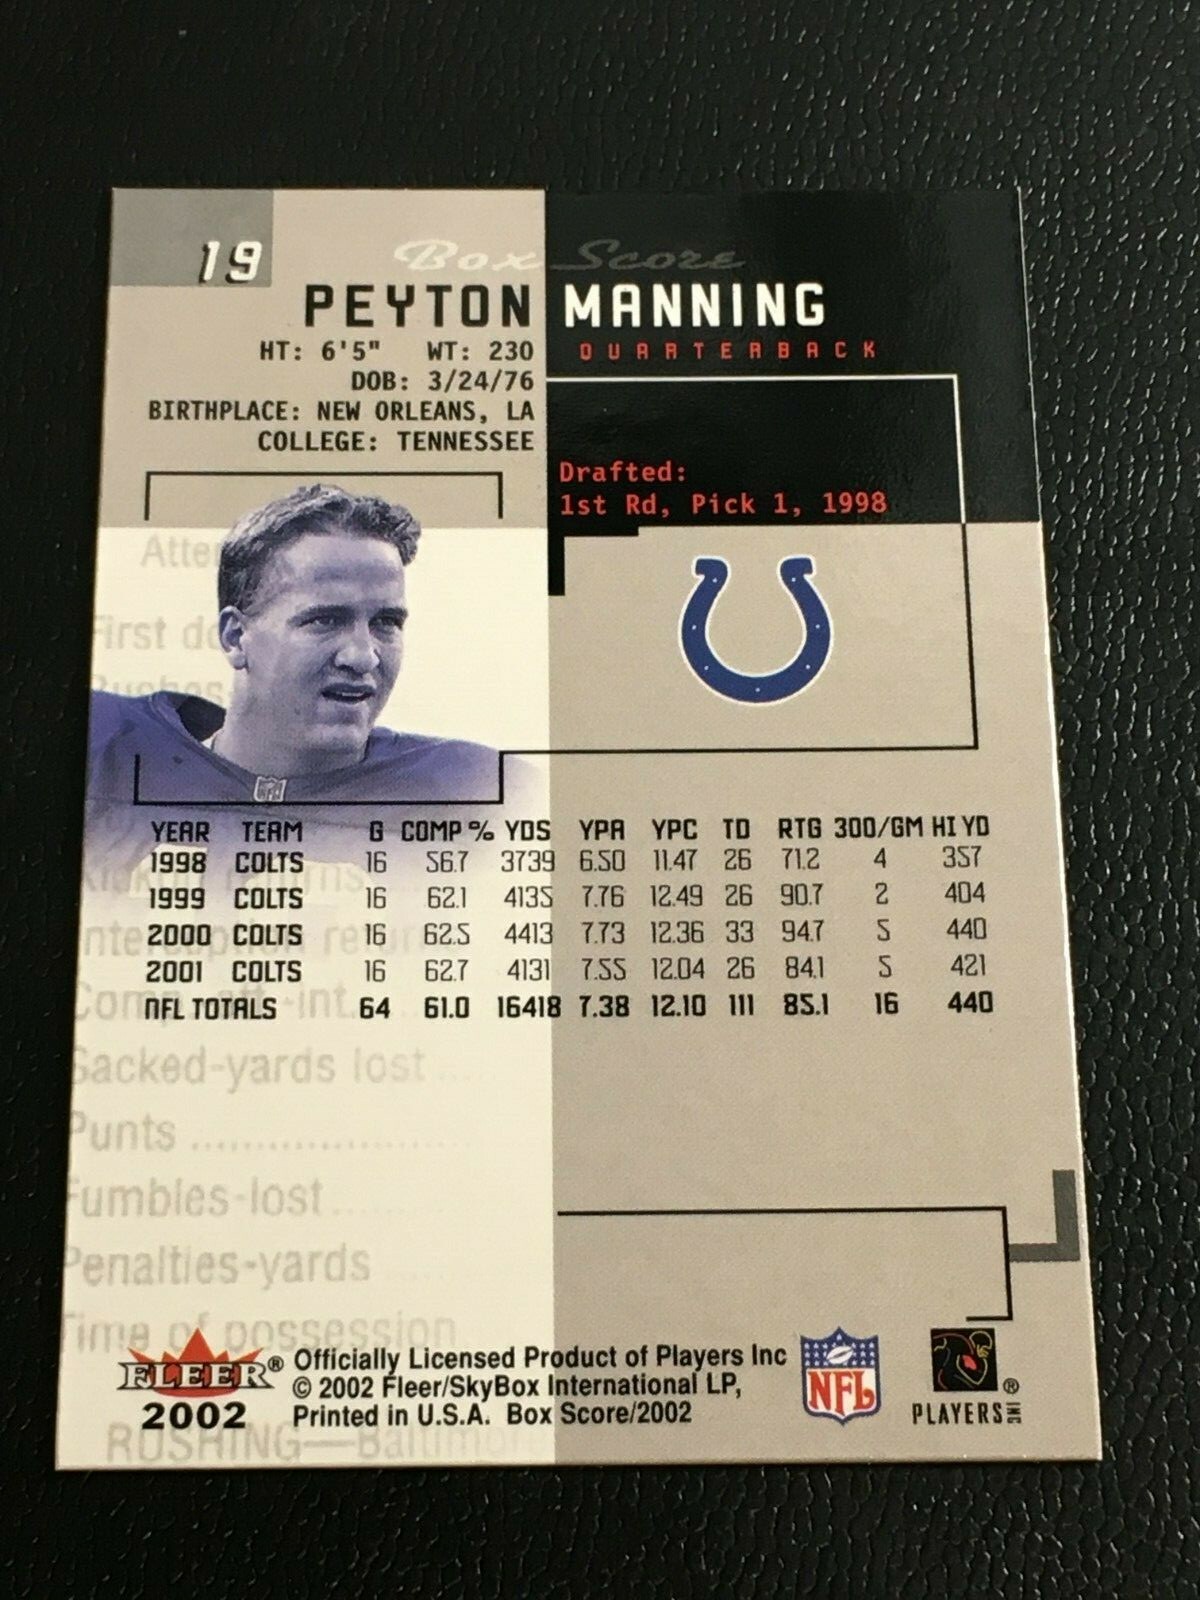 19
Box Score
PEYTON MANNING
HT: 6'5" WT: 230 QUARTERBACK
DOB: 3/24/76
BIRTHPLACE: NEW ORLEANS, LA
COLLEGE: TENNESSEE
Drafted:
1st Rd, Pick 1, 1998
First
YEAR TEAM G COMP % YDS YPA YPC TD RTG 300/GM HI YD
1998 COLTS 16 56.7 3739 6.50 11.47 26 71.2 4 357
1999 COLTS 16 62.1 4135 7.76 12.49 26 90.7 2 404
2000 COLTS 16 62.5 4413 7.73 12.36 33 94.7 5 440
2001 COLTS 16 62.7 4131 7.55 12.04 26 84.1 5 421
NFL TOTALS 64 61.0 16418 7.38 12.10 111 85.1 16 440
Sacked-yards lost
Punts
Fumbles-lost
Penalties-yards
Time of possession
FLEER® Officially Licensed Product of Players Inc
2002 © 2002 Fleer/SkyBox International LP,
Printed in U.S.A. Box Score/2002
NFL
PLAYERS INC ®
RUSHING—Baltimore